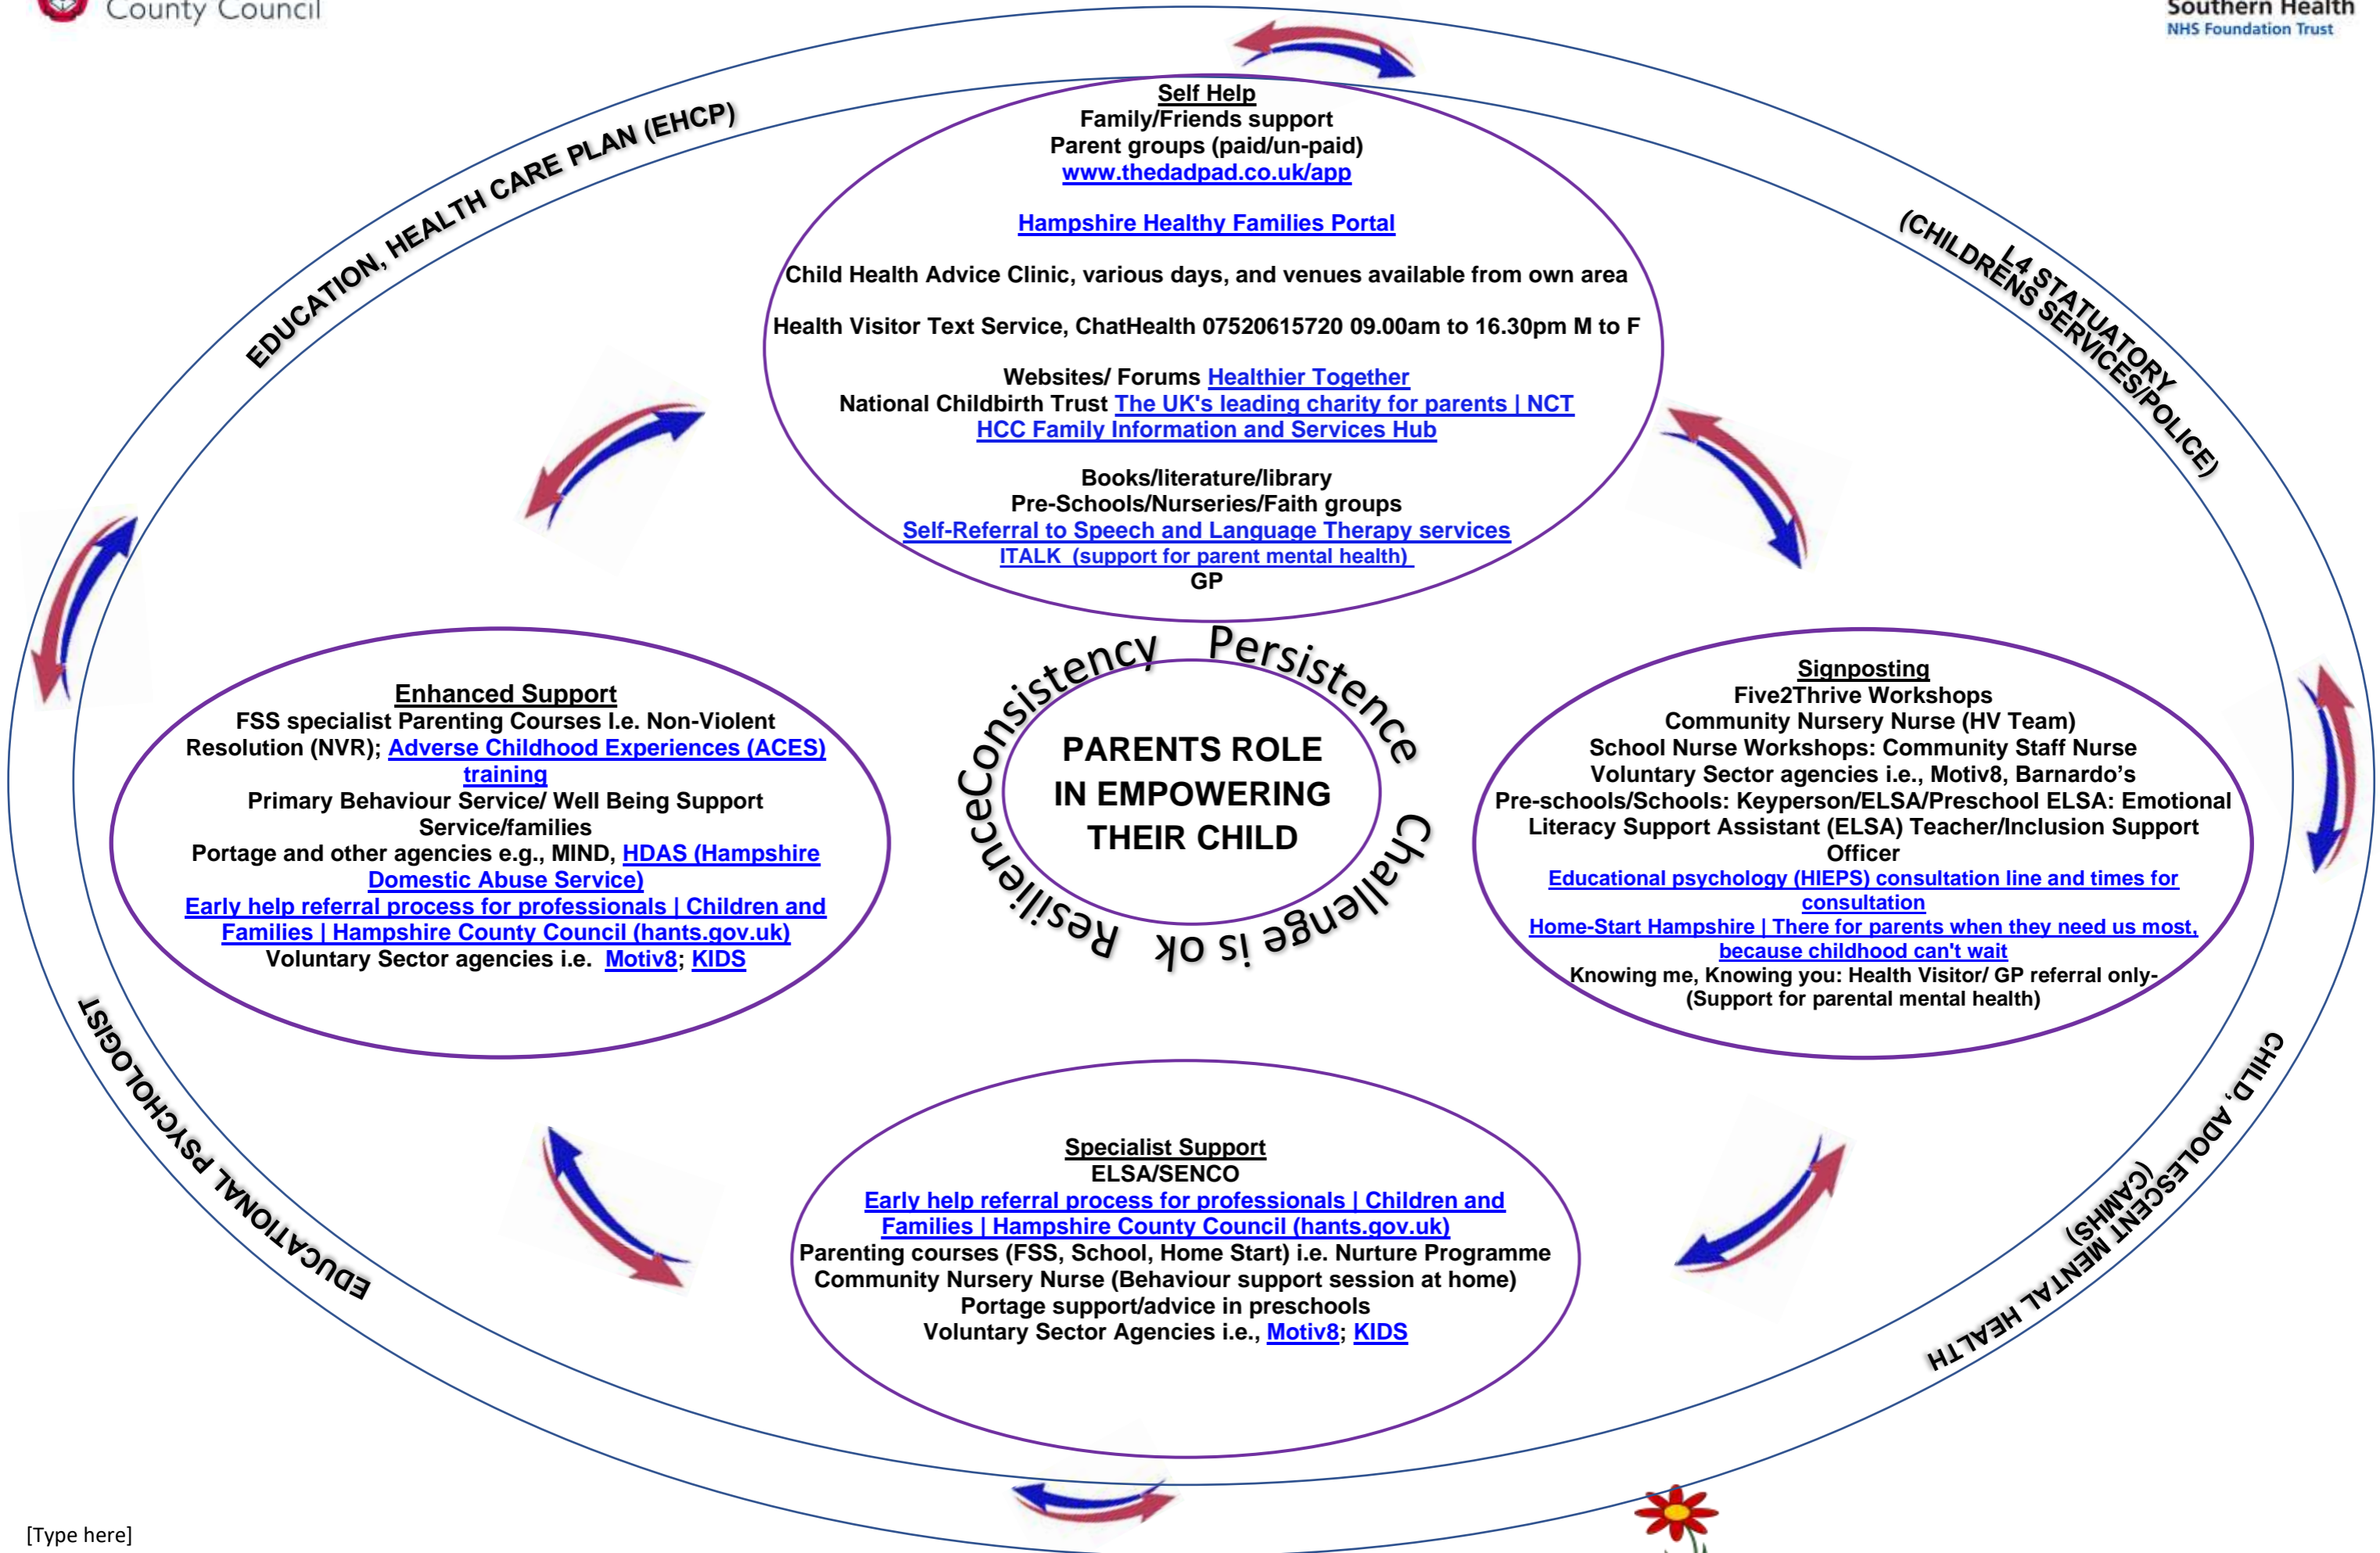 County Council
Southern Health
NHS Foundation Trust
EDUCATION, HEALTH CARE PLAN (EHCP)
L4 STATUATORY
(CHILDRENS SERVICES/POLICE)
Self Help
Family/Friends support
Parent groups (paid/un-paid)
www.thedadpad.co.uk/app
Hampshire Healthy Families Portal
Child Health Advice Clinic, various days, and venues available from own area
Health Visitor Text Service, ChatHealth 07520615720 09.00am to 16.30pm M to F
Websites/ Forums Healthier Together
National Childbirth Trust The UK's leading charity for parents | NCT
HCC Family Information and Services Hub
Books/literature/library
Pre-Schools/Nurseries/Faith groups
Self-Referral to Speech and Language Therapy services
ITALK (support for parent mental health)
GP
Enhanced Support
FSS specialist Parenting Courses I.e. Non-Violent
Resolution (NVR); Adverse Childhood Experiences (ACES)
training
Primary Behaviour Service/ Well Being Support
Service/families
Portage and other agencies e.g., MIND, HDAS (Hampshire
Domestic Abuse Service)
Early help referral process for professionals | Children and
Families | Hampshire County Council (hants.gov.uk)
Voluntary Sector agencies i.e. Motiv8; KIDS
Consistency Persistence Challenge is ok Resilience
PARENTS ROLE
IN EMPOWERING
THEIR CHILD
Signposting
Five2Thrive Workshops
Community Nursery Nurse (HV Team)
School Nurse Workshops: Community Staff Nurse
Voluntary Sector agencies i.e., Motiv8, Barnardo’s
Pre-schools/Schools: Keyperson/ELSA/Preschool ELSA: Emotional
Literacy Support Assistant (ELSA) Teacher/Inclusion Support
Officer
Educational psychology (HIEPS) consultation line and times for
consultation
Home-Start Hampshire | There for parents when they need us most,
because childhood can't wait
Knowing me, Knowing you: Health Visitor/ GP referral only-
(Support for parental mental health)
Specialist Support
ELSA/SENCO
Early help referral process for professionals | Children and
Families | Hampshire County Council (hants.gov.uk)
Parenting courses (FSS, School, Home Start) i.e. Nurture Programme
Community Nursery Nurse (Behaviour support session at home)
Portage support/advice in preschools
Voluntary Sector Agencies i.e., Motiv8; KIDS
EDUCATIONAL PSYCHOLOGIST
CHILD, ADOLESCENT MENTAL HEALTH
(CAMHS)
[Type here]